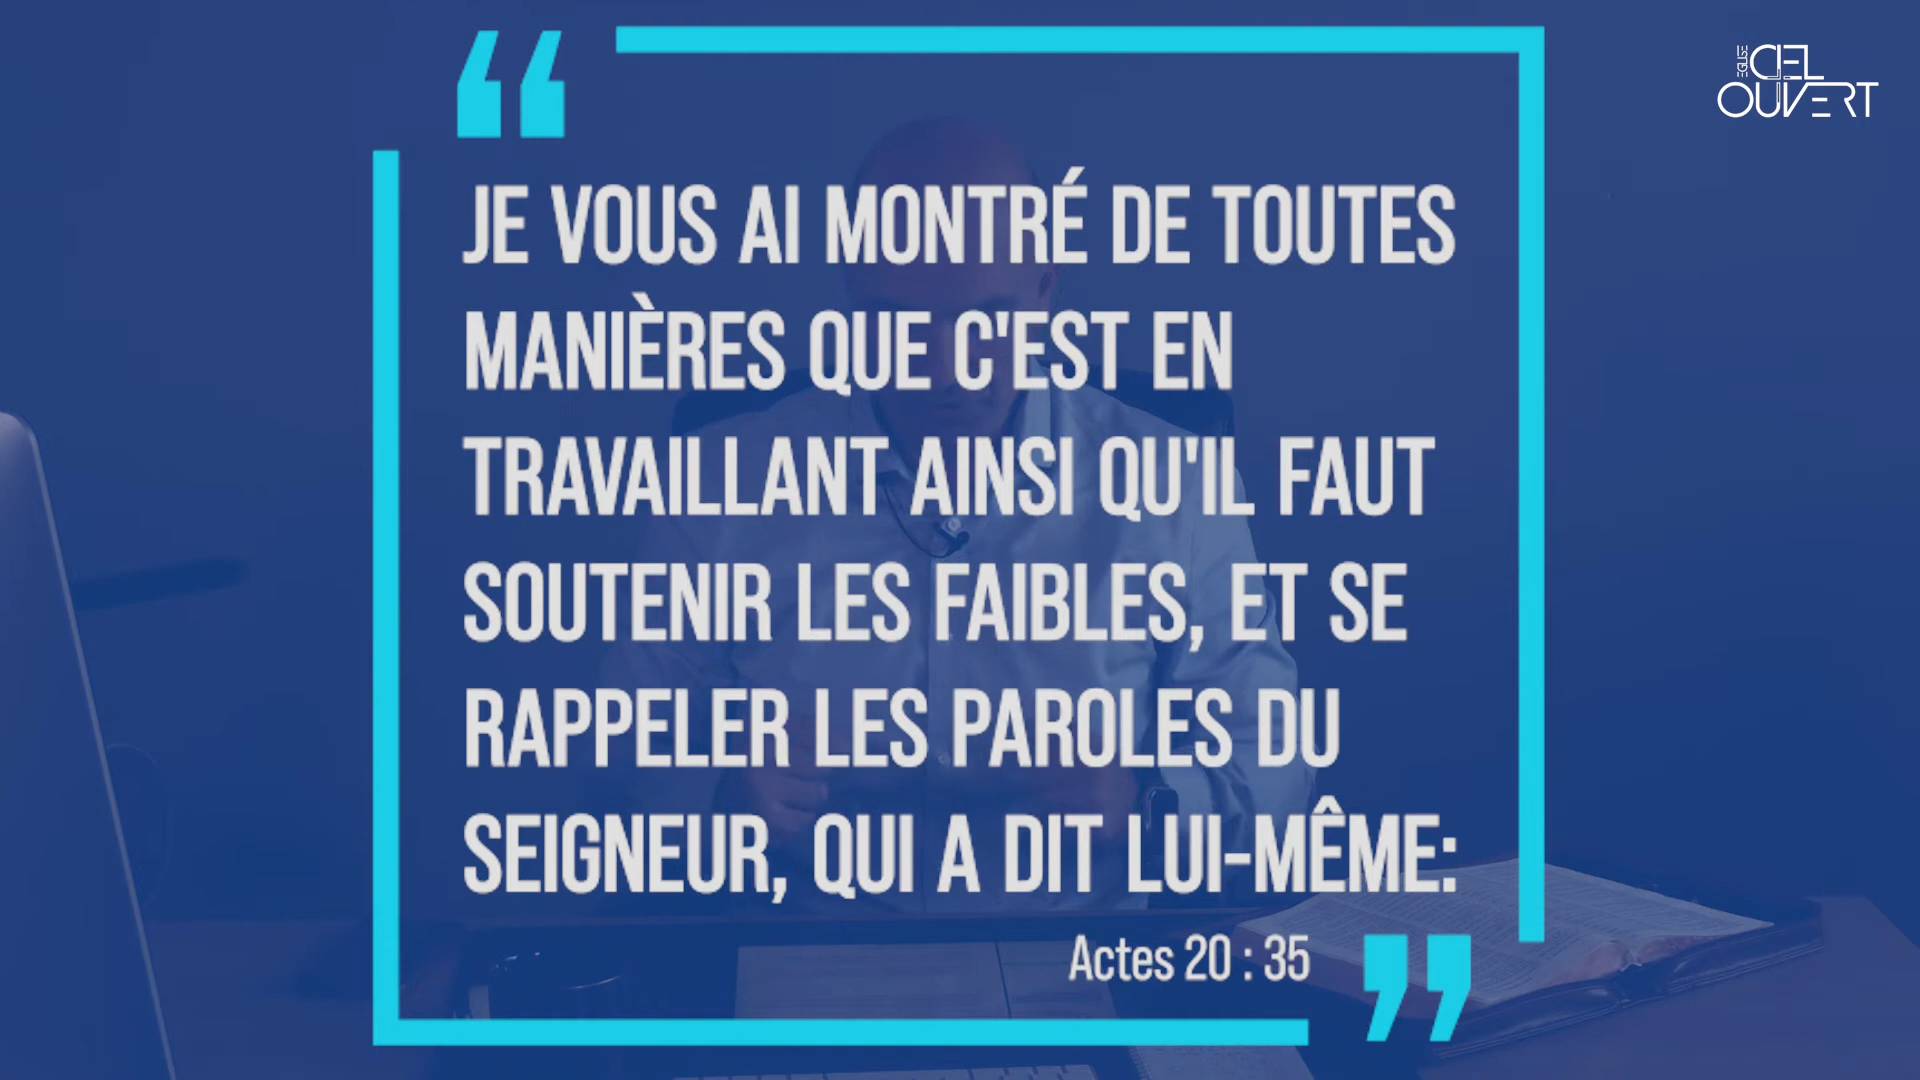 ÉGLISE CIEL
OUVERT
JE VOUS AI MONTRÉ DE TOUTES
MANIÈRES QUE C'EST EN
TRAVAILLANT AINSI QU'IL FAUT
SOUTENIR LES FAIBLES, ET SE
RAPPELER LES PAROLES DU
SEIGNEUR, QUI A DIT LUI-MÊME:
Actes 20 : 35